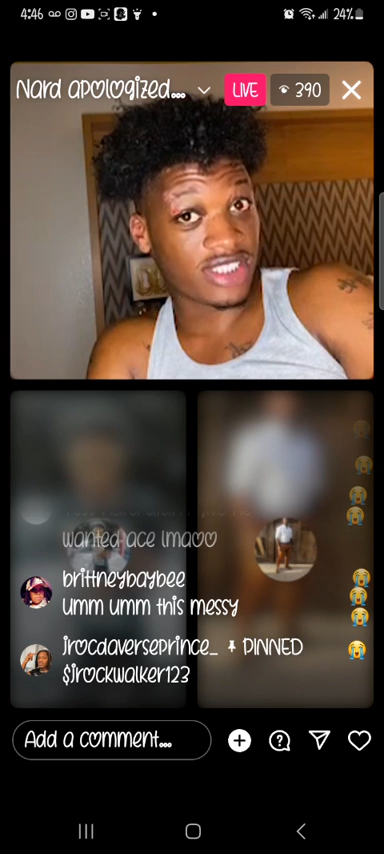 4:46
24%
Nard apologized...
LIVE
390
wanted ace lmaoo
brittneybaybee
Umm umm this messy
jrocdaverseprince_ PINNED
$jrockwalker123
Add a comment...